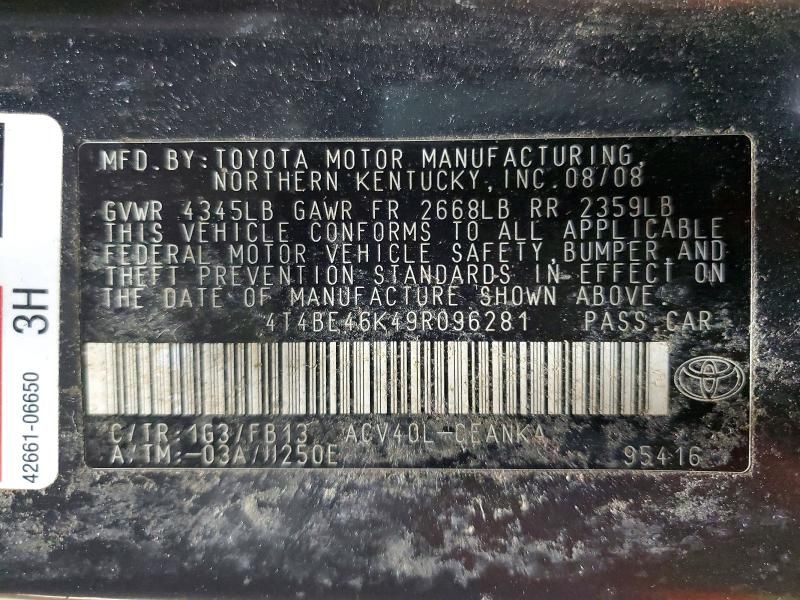 MFD.BY:TOYOTA MOTOR MANUFACTURING,
NORTHERN KENTUCKY,INC.08/08
GVWR 4345LB GAWR FR 2668LB RR 2359LB
THIS VEHICLE CONFORMS TO ALL APPLICABLE
FEDERAL MOTOR VEHICLE SAFETY,BUMPER,AND
THEFT PREVENTION STANDARDS IN EFFECT ON
THE DATE OF MANUFACTURE SHOWN ABOVE.
4T4BE46K49R096281 PASS.CAR
C/TR:1G3/FB13 ACV40L-CEANKA
A/TM:-03A/U250E 95416
42661-06650 3H